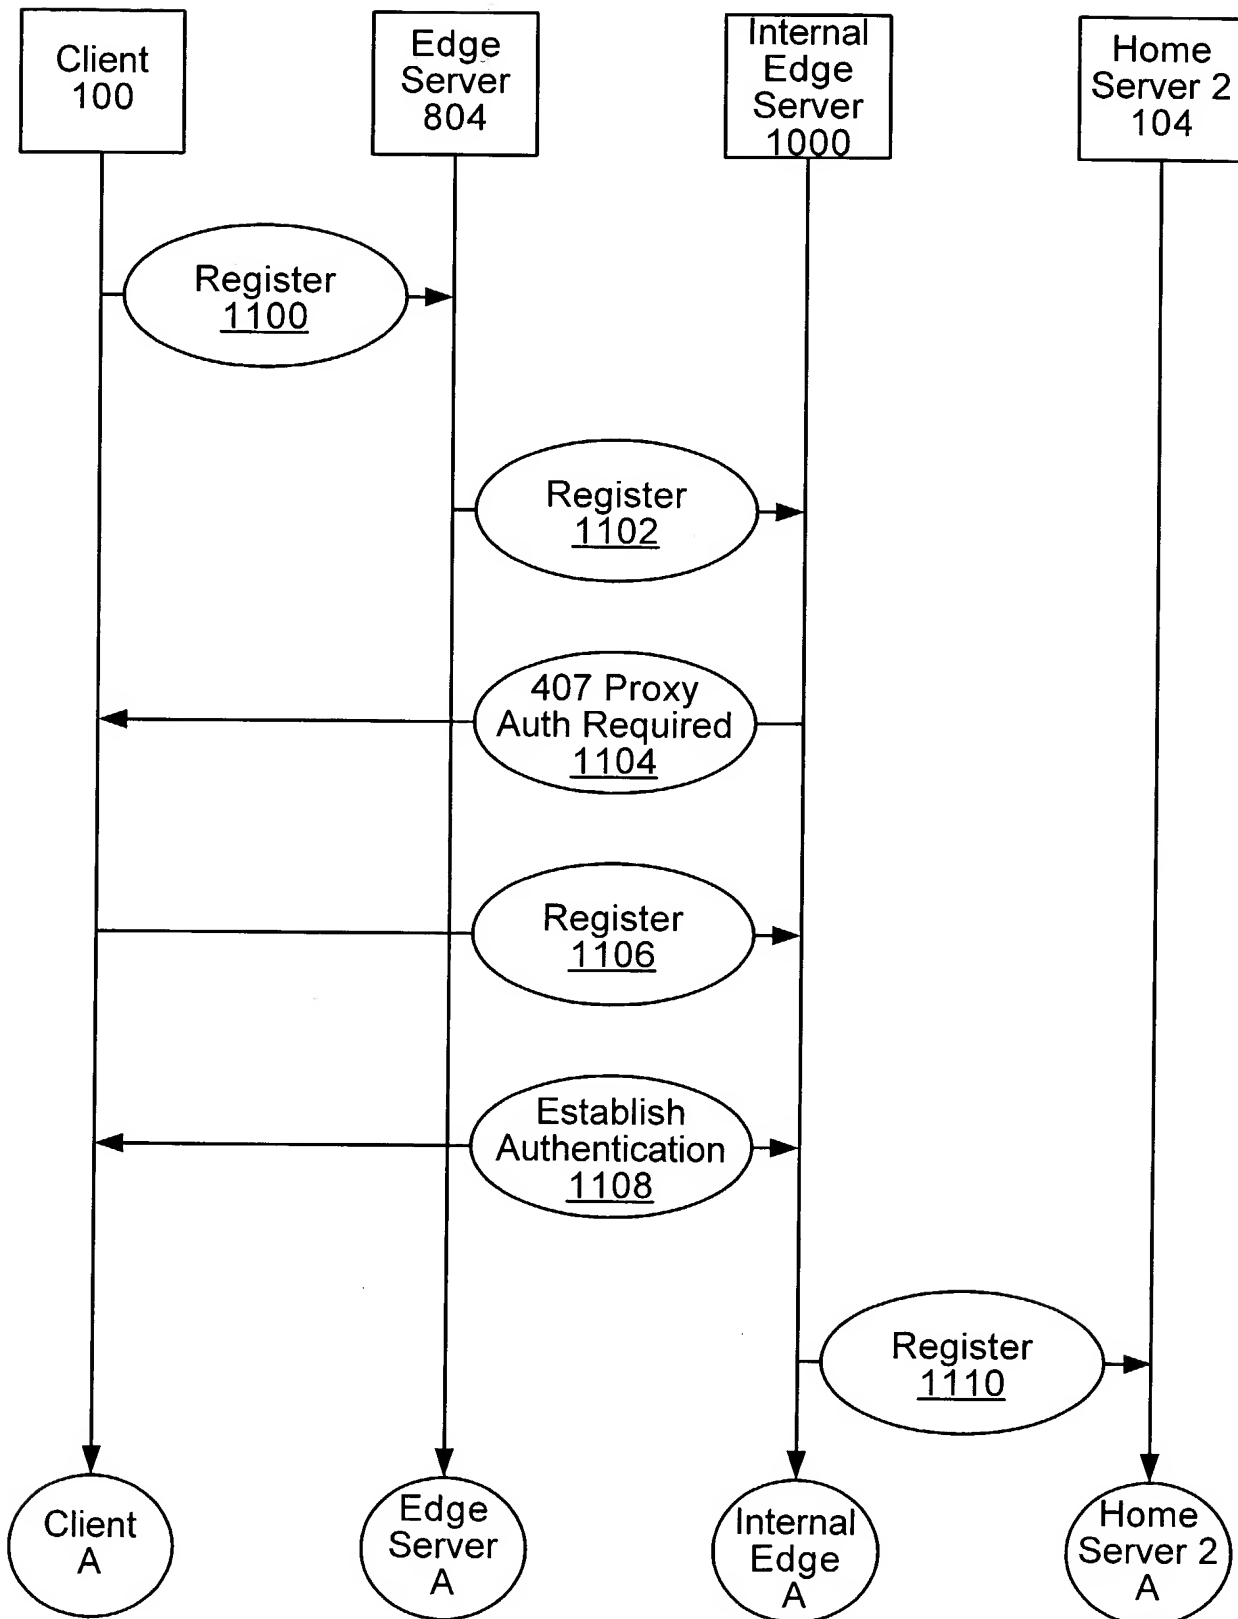 Client
100
Edge
Server
804
Internal
Edge
Server
1000
Home
Server 2
104
Register
1100
Register
1102
407 Proxy
Auth Required
1104
Register
1106
Establish
Authentication
1108
Register
1110
Client
A
Edge
Server
A
Internal
Edge
A
Home
Server 2
A